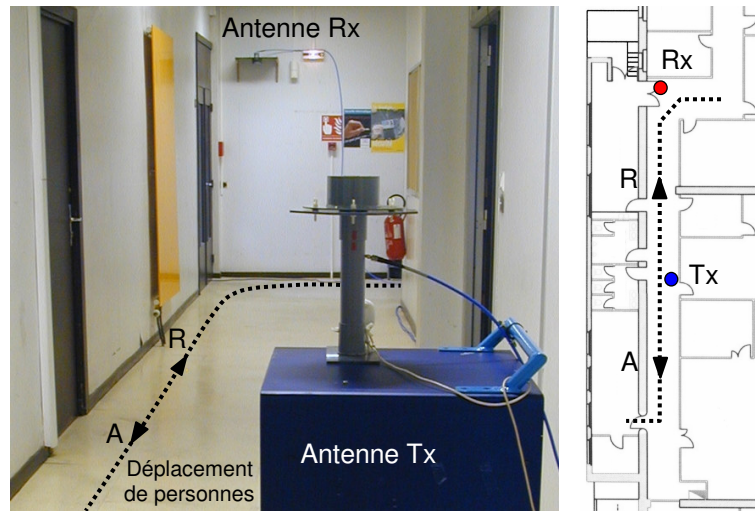 Antenne Rx
R
A
Déplacement
de personnes
Antenne Tx
Rx
R
Tx
A